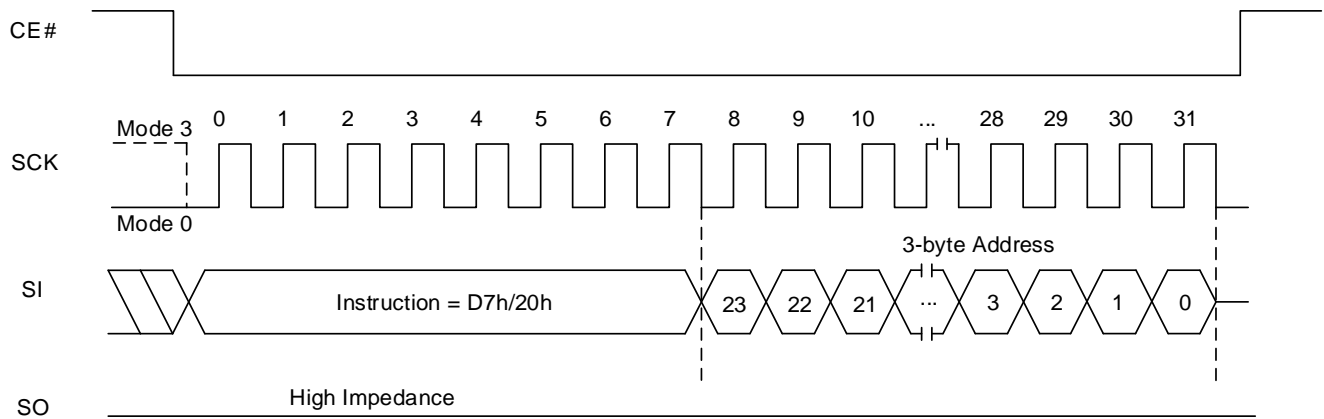 CE#
0 1 2 3 4 5 6 7 8 9 10 ... 28 29 30 31
Mode 3
SCK
Mode 0
3-byte Address
SI
Instruction = D7h/20h 23 22 21 ... 3 2 1 0
High Impedance
SO